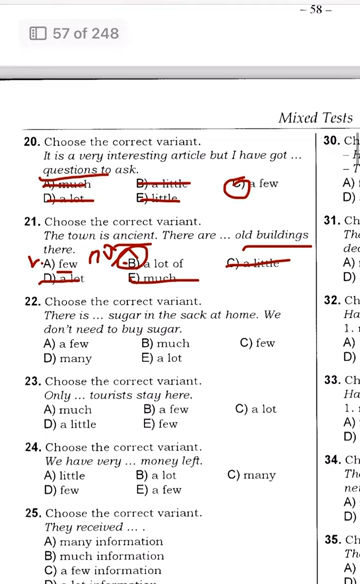 – 58 –
57 of 248
Mixed Tests
20. Choose the correct variant.
It is a very interesting article but I have got ...
questions to ask.
A) much B) a little C) a few
D) a lot E) little
21. Choose the correct variant.
The town is ancient. There are ... old buildings
there.
A) few B) a lot of C) a little
D) a lot E) much
22. Choose the correct variant.
There is ... sugar in the sack at home. We
don't need to buy sugar.
A) a few B) much C) few
D) many E) a lot
23. Choose the correct variant.
Only ... tourists stay here.
A) much B) a few C) a lot
D) a little E) few
24. Choose the correct variant.
We have very ... money left.
A) little B) a lot C) many
D) few E) a few
25. Choose the correct variant.
They received ... .
A) many information
B) much information
C) a few information
D) a lot information
30. Ch
A)
D)
31. Ch
A)
D)
32. Ch
Ha
1.
A)
D)
33. Ch
Ha
1.
A)
D)
34. Ch
A)
D)
35. Ch
A)